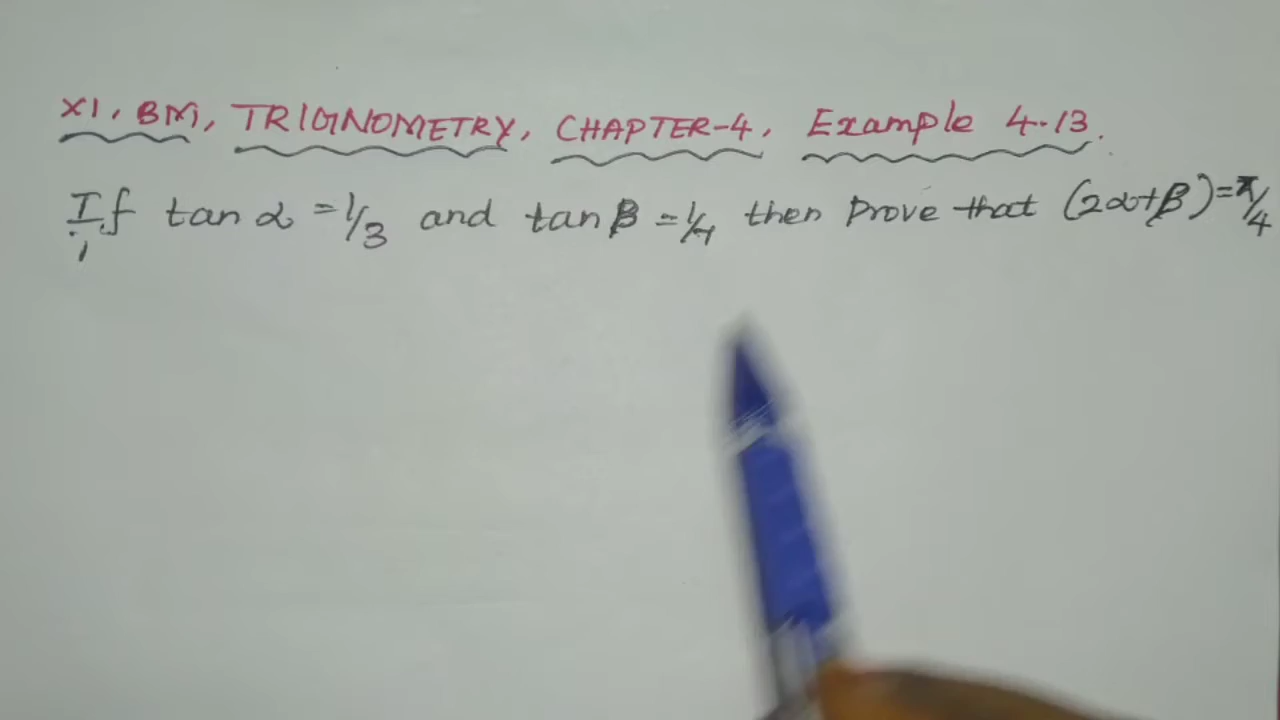 XI, BM, TRIGNOMETRY, CHAPTER-4, Example 4.13.
If tan α = 1/3 and tan β = 1/7 then Prove that (2α+β) = π/4